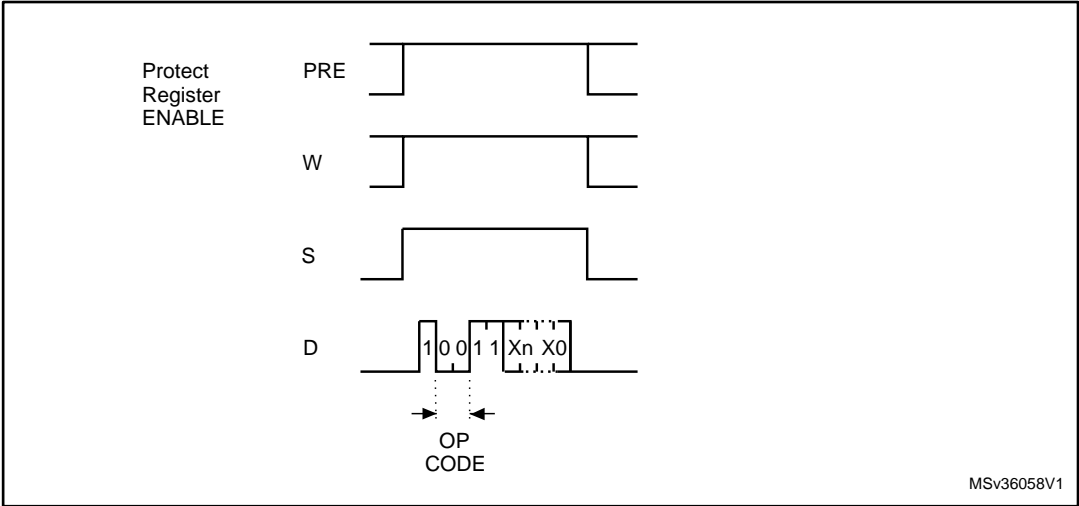 Protect
Register
ENABLE
PRE
W
S
D
1 0 0 1 1 Xn X0
OP
CODE
MSv36058V1